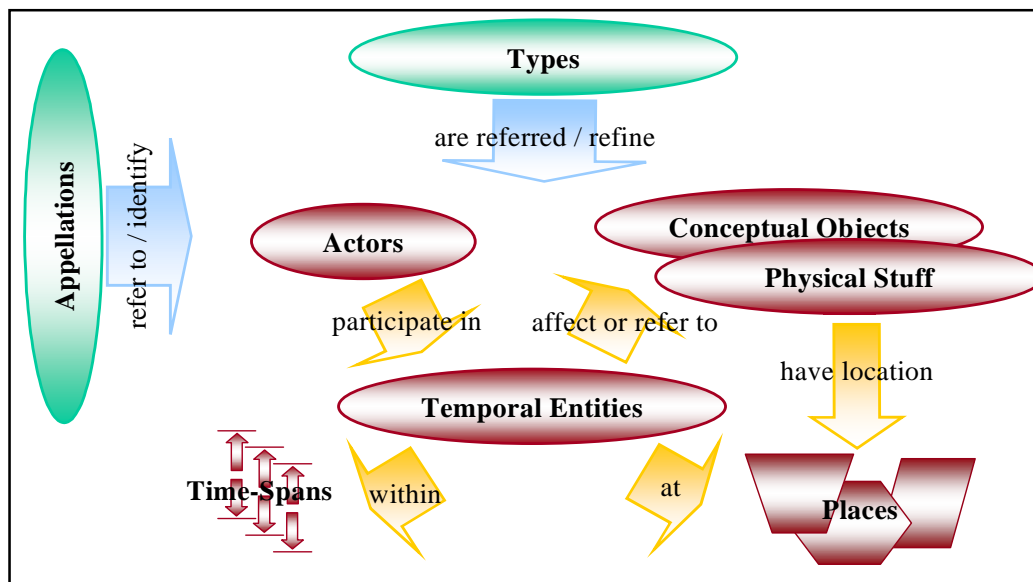 Types
are referred / refine
Appellations
refer to / identify
Actors
Conceptual Objects
Physical Stuff
participate in
affect or refer to
have location
Temporal Entities
Time-Spans
within
at
Places